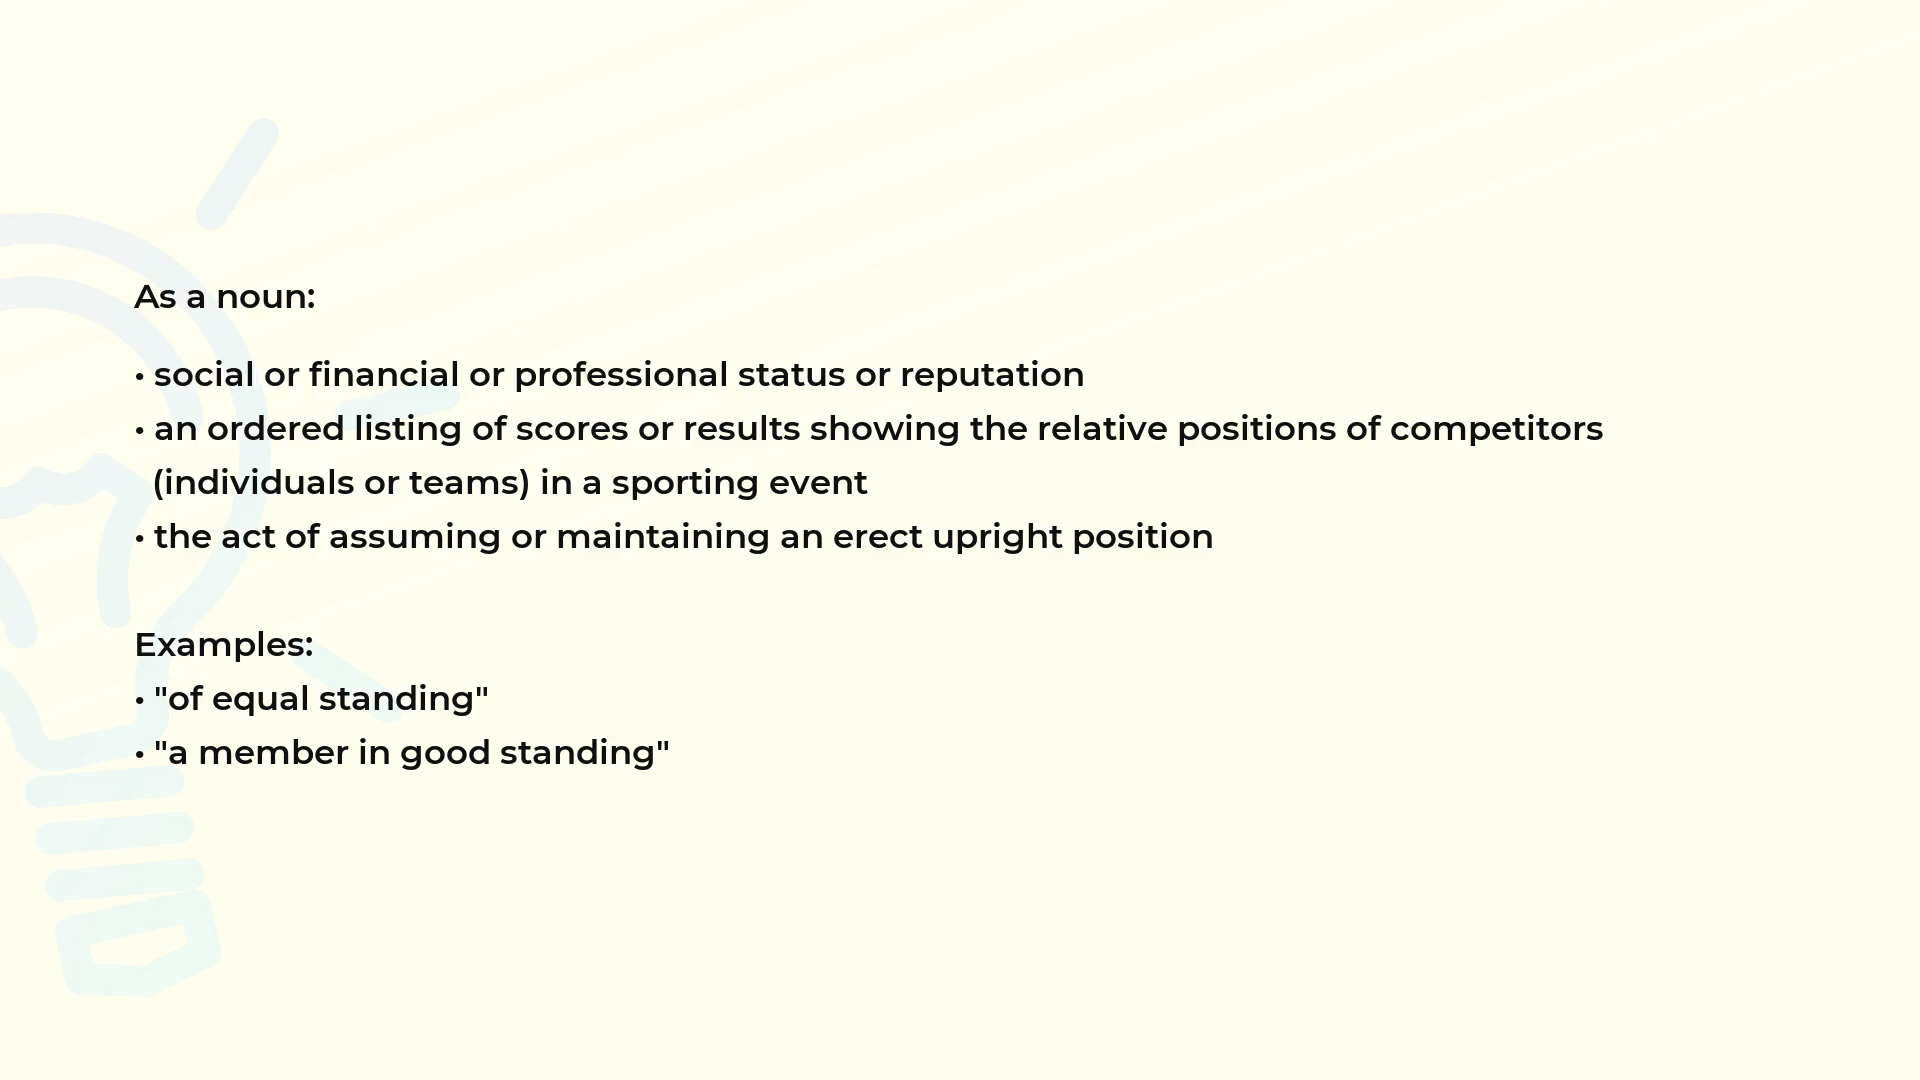 As a noun:
• social or financial or professional status or reputation
• an ordered listing of scores or results showing the relative positions of competitors
(individuals or teams) in a sporting event
• the act of assuming or maintaining an erect upright position
Examples:
• "of equal standing"
• "a member in good standing"